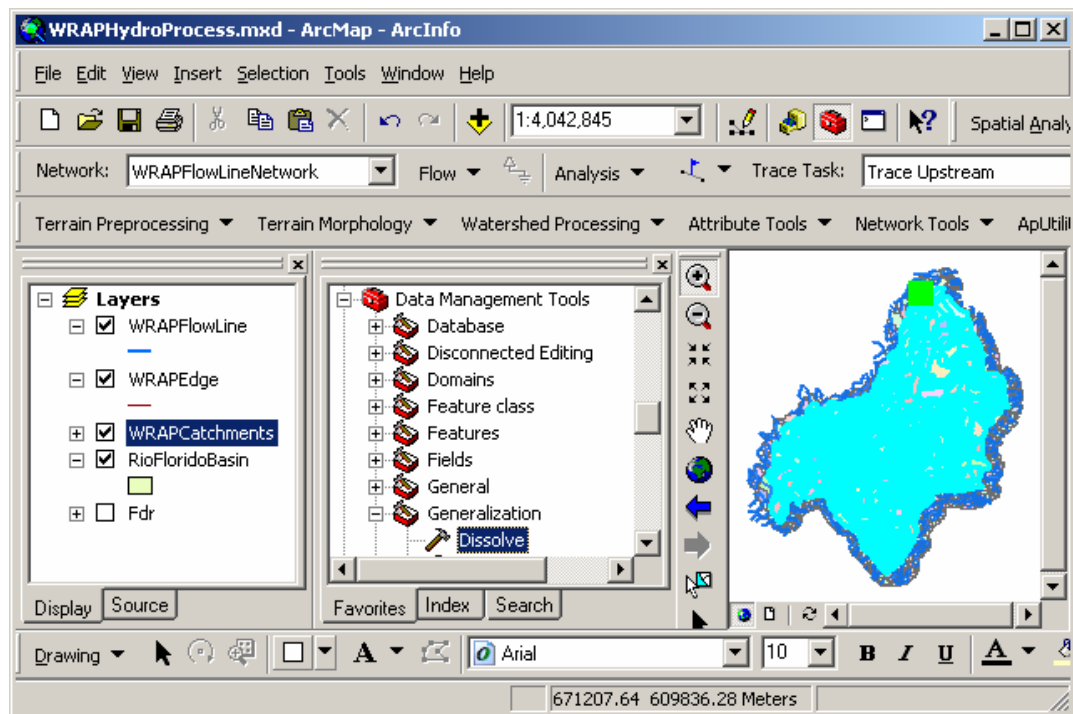 WRAPHydroProcess.mxd - ArcMap - ArcInfo
File Edit View Insert Selection Tools Window Help
1:4,042,845
Spatial Analy
Network: WRAPFlowLineNetwork Flow Analysis Trace Task: Trace Upstream
Terrain Preprocessing Terrain Morphology Watershed Processing Attribute Tools Network Tools ApUtili
Layers
WRAPFlowLine
WRAPEdge
WRAPCatchments
RioFloridoBasin
Fdr
Display Source
Data Management Tools
Database
Disconnected Editing
Domains
Feature class
Features
Fields
General
Generalization
Dissolve
Favorites Index Search
Drawing A Arial 10 B I U A
671207.64 609836.28 Meters